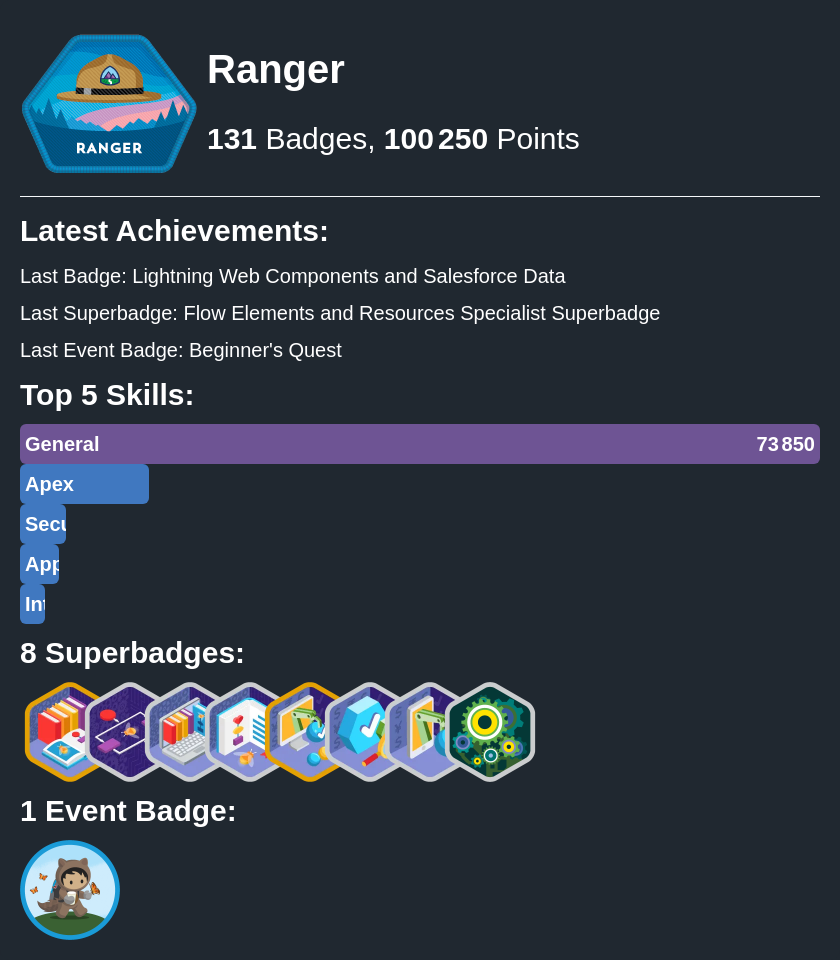 Ranger
131 Badges, 100 250 Points
RANGER
Latest Achievements:
Last Badge: Lightning Web Components and Salesforce Data
Last Superbadge: Flow Elements and Resources Specialist Superbadge
Last Event Badge: Beginner's Quest
Top 5 Skills:
General 73 850
Apex
Secu
App
Int
8 Superbadges:
1 Event Badge: